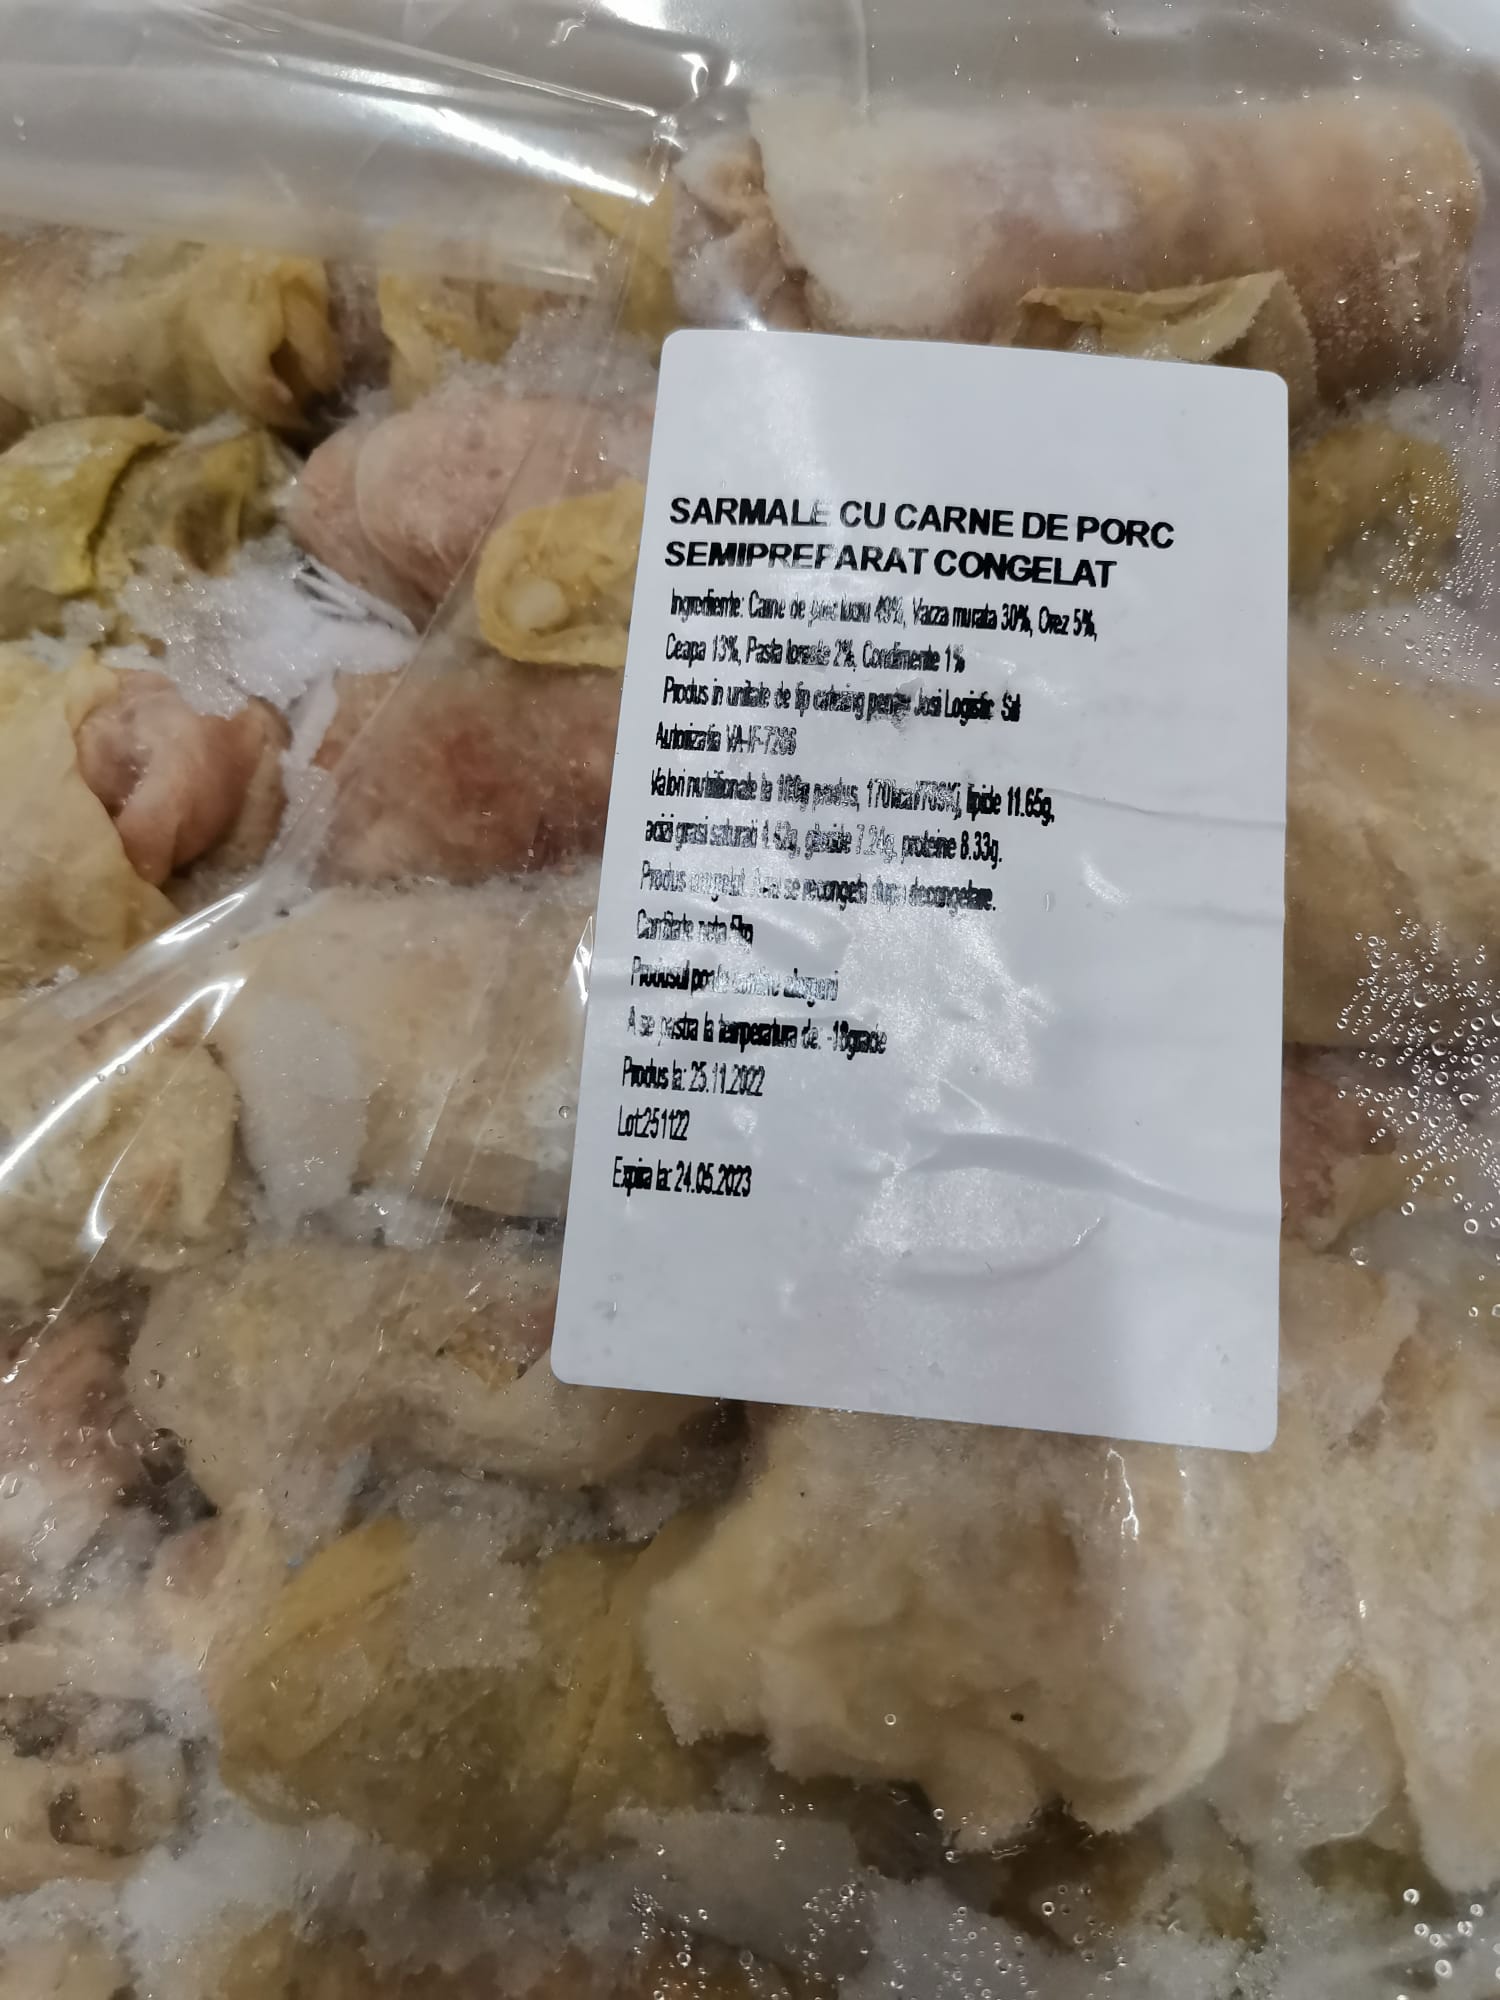 SARMALE CU CARNE DE PORC
SEMIPREPARAT CONGELAT
Ingrediente: Carne de porc lucru 49%, Varza murata 30%, Orez 5%,
Ceapa 13%, Pasta tomate 2%, Condimente 1%
Produs in unitate de tip catering pentru Josi Logistic Srl
Autorizatia
Valori nutritionale la 100g produs, lipide 11.65g,
acizi grasi saturati glucide proteine 8.33g.
Produs congelat. A nu se recongela dupa decongelare.
Cantitate neta
Produsul poate contine alergeni
A se pastra la temperatura de: -18grade
Produs la: 25.11.2022
Lot:251122
Expira la: 24.05.2023